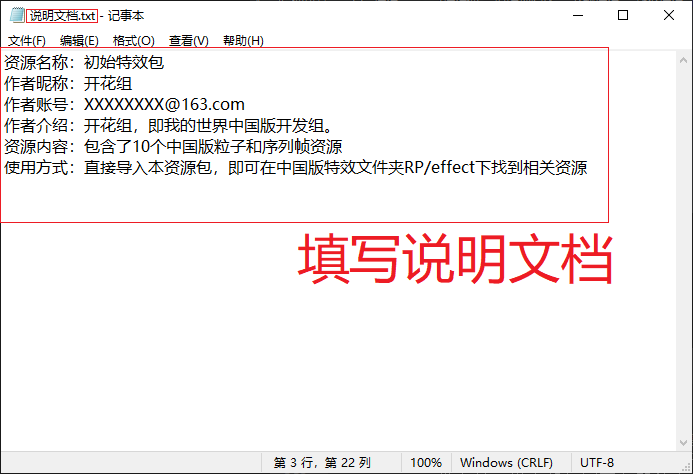 说明文档.txt - 记事本
文件(F) 编辑(E) 格式(O) 查看(V) 帮助(H)
资源名称：初始特效包
作者昵称：开花组
作者账号：XXXXXXXX@163.com
作者介绍：开花组，即我的世界中国版开发组。
资源内容：包含了10个中国版粒子和序列帧资源
使用方式：直接导入本资源包，即可在中国版特效文件夹RP/effect下找到相关资源
填写说明文档
第 3 行，第 22 列 100% Windows (CRLF) UTF-8